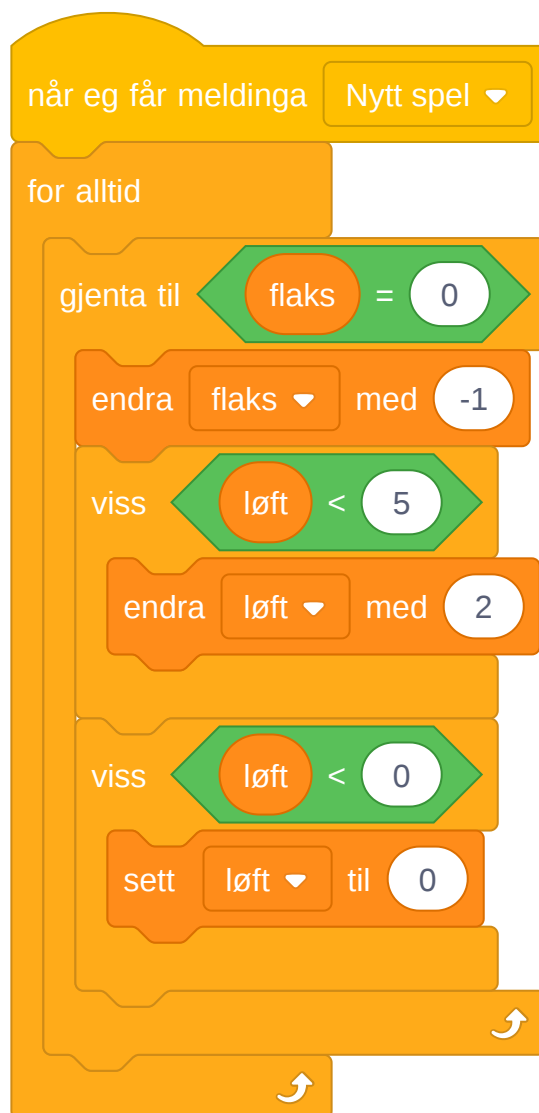 når eg får meldinga Nytt spel
for alltid
gjenta til flaks = 0
endra flaks med -1
viss løft < 5
endra løft med 2
viss løft < 0
sett løft til 0